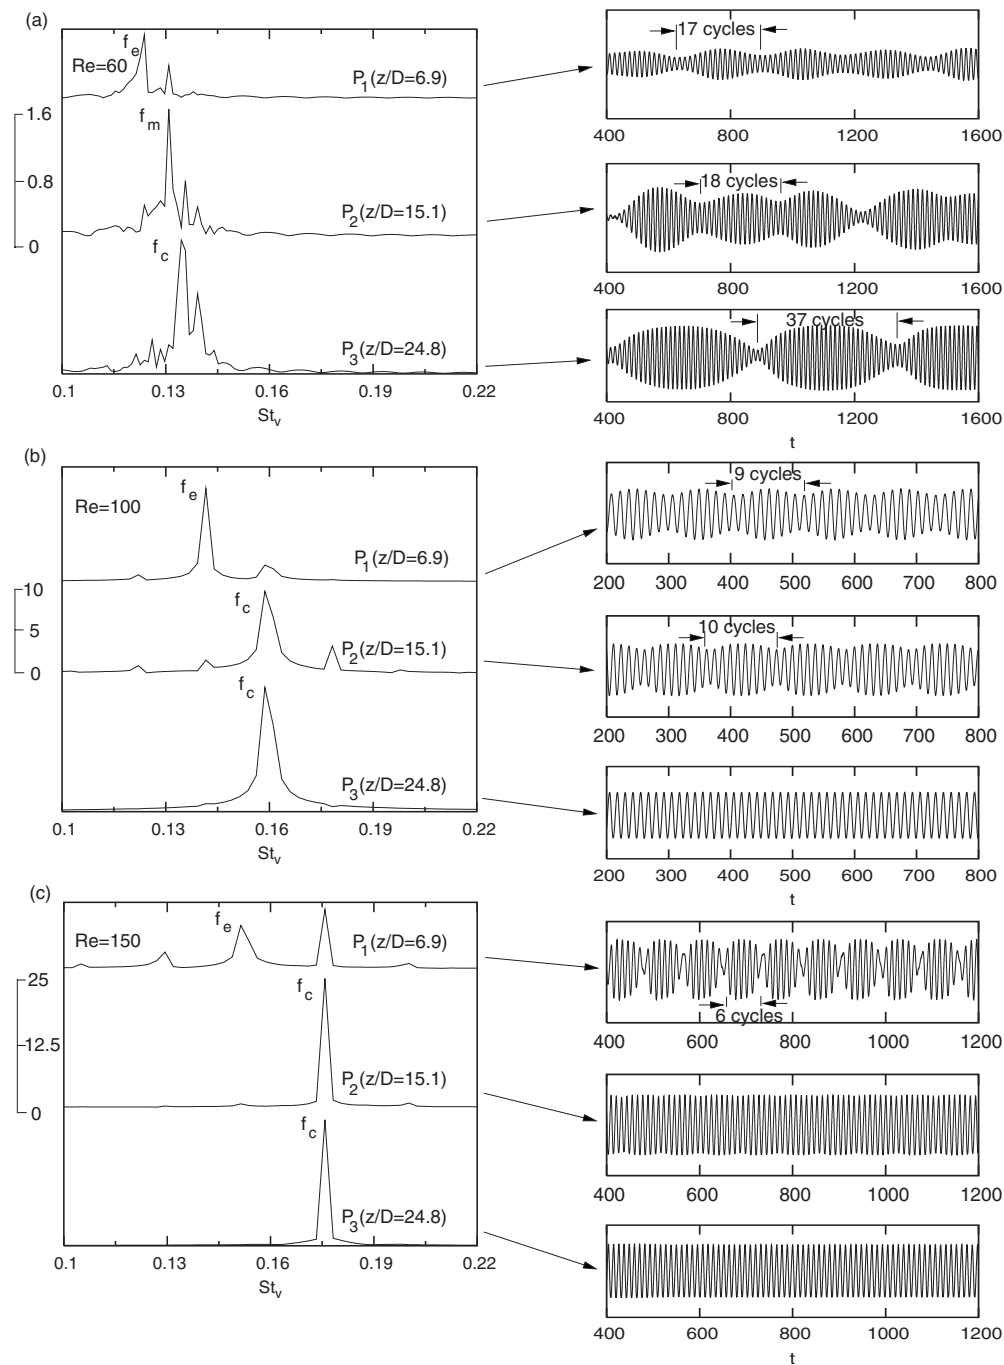 (a)
f_e
Re=60
P_1(z/D=6.9)
f_m
1.6
0.8
P_2(z/D=15.1)
0
f_c
P_3(z/D=24.8)
0.1 0.13 0.16 0.19 0.22
St_v
17 cycles
400 800 1200 1600
18 cycles
400 800 1200 1600
37 cycles
400 800 1200 1600
t
(b)
f_e
Re=100
P_1(z/D=6.9)
10
f_c
5
P_2(z/D=15.1)
0
f_c
P_3(z/D=24.8)
0.1 0.13 0.16 0.19 0.22
St_v
9 cycles
200 300 400 500 600 700 800
10 cycles
200 300 400 500 600 700 800
200 300 400 500 600 700 800
t
(c)
f_e
Re=150
P_1(z/D=6.9)
25
f_c
12.5
P_2(z/D=15.1)
0
f_c
P_3(z/D=24.8)
0.1 0.13 0.16 0.19 0.22
St_v
6 cycles
400 600 800 1000 1200
400 600 800 1000 1200
400 600 800 1000 1200
t